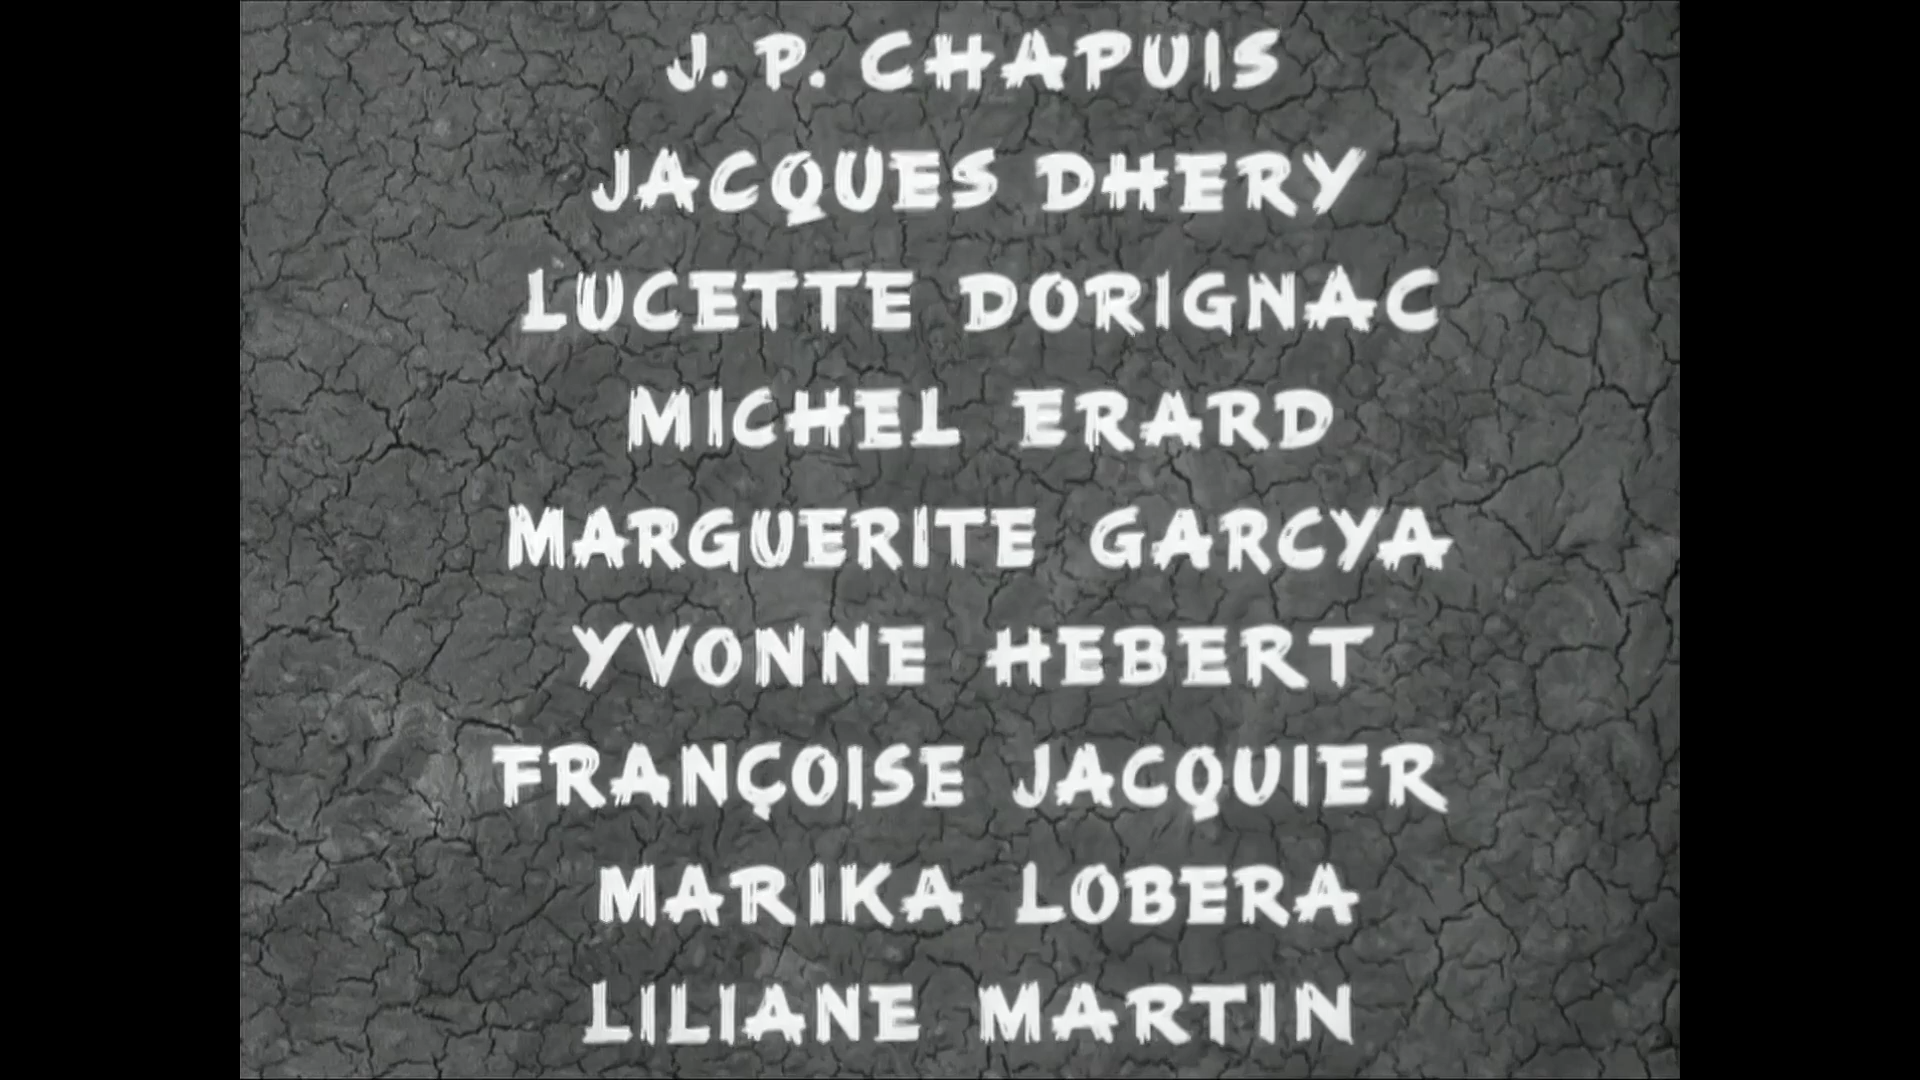 J. P. CHAPUIS
JACQUES DHERY
LUCETTE DORIGNAC
MICHEL ERARD
MARGUERITE GARCYA
YVONNE HEBERT
FRANÇOISE JACQUIER
MARIKA LOBERA
LILIANE MARTIN